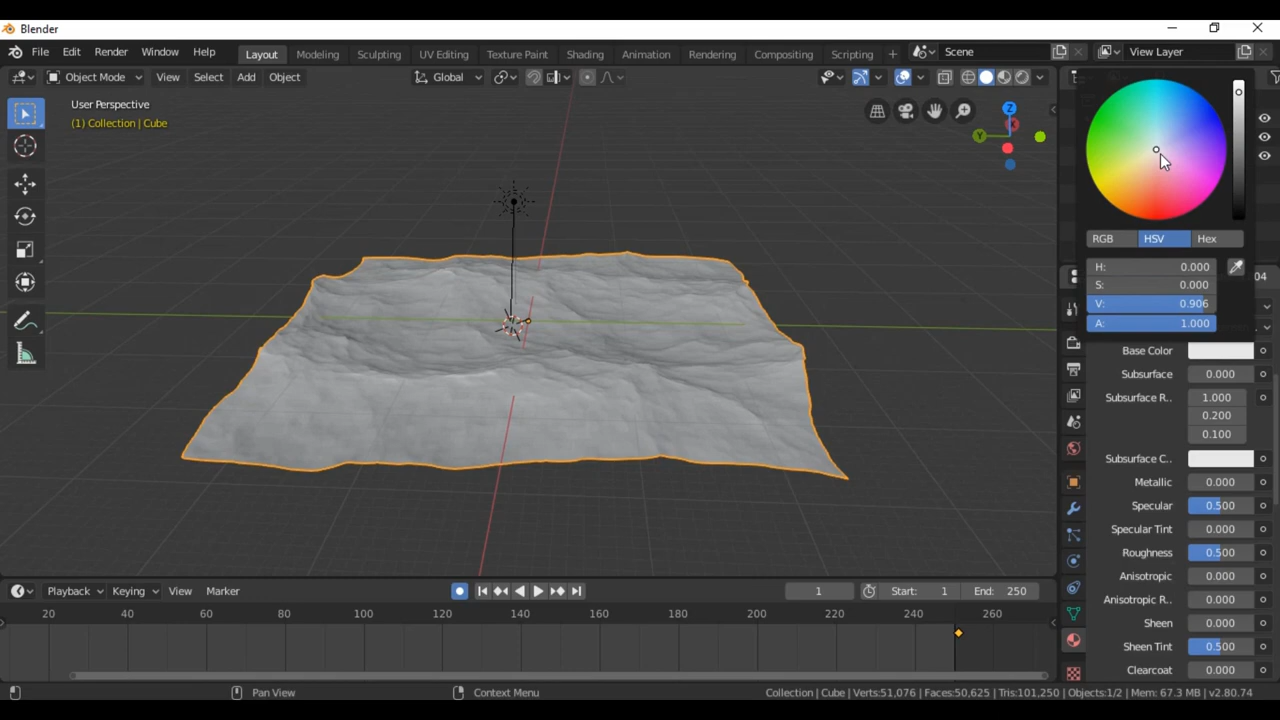 Blender
File Edit Render Window Help Layout Modeling Sculpting UV Editing Texture Paint Shading Animation Rendering Compositing Scripting + Scene View Layer
Object Mode View Select Add Object Global
User Perspective
(1) Collection | Cube
Z
X
Y
RGB HSV Hex
H: 0.000
S: 0.000
V: 0.906
A: 1.000
04
Base Color
Subsurface 0.000
Subsurface R.. 1.000
0.200
0.100
Subsurface C..
Metallic 0.000
Specular 0.500
Specular Tint 0.000
Roughness 0.500
Anisotropic 0.000
Anisotropic R.. 0.000
Sheen 0.000
Sheen Tint 0.500
Clearcoat 0.000
Playback Keying View Marker 1 Start: 1 End: 250
20 40 60 80 100 120 140 160 180 200 220 240 260
Pan View Context Menu Collection | Cube | Verts:51,076 | Faces:50,625 | Tris:101,250 | Objects:1/2 | Mem: 67.3 MB | v2.80.74